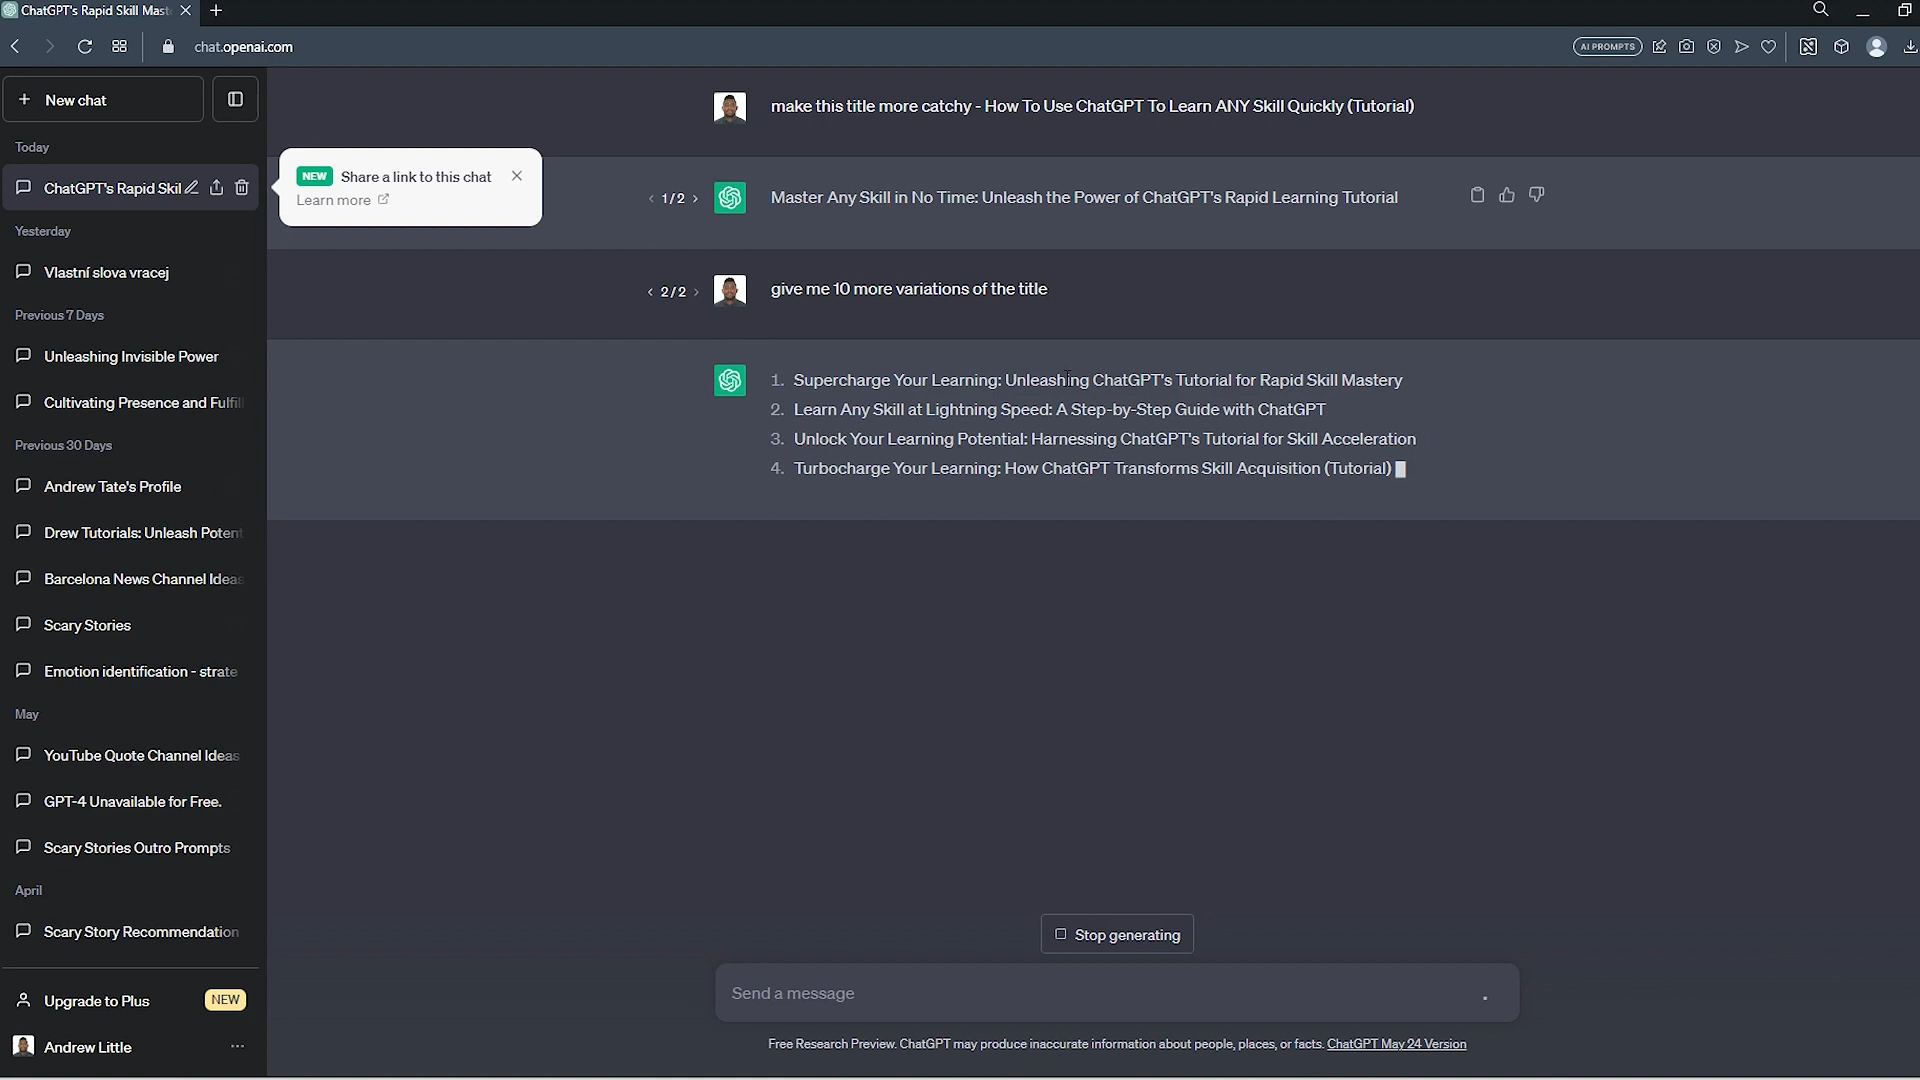 ChatGPT's Rapid Skill Mast
chat.openai.com
AI PROMPTS
New chat
Today
ChatGPT's Rapid Skil
Yesterday
Vlastní slova vracej
Previous 7 Days
Unleashing Invisible Power
Cultivating Presence and Fulfill
Previous 30 Days
Andrew Tate's Profile
Drew Tutorials: Unleash Potent
Barcelona News Channel Ideas
Scary Stories
Emotion identification - strate
May
YouTube Quote Channel Ideas
GPT-4 Unavailable for Free.
Scary Stories Outro Prompts
April
Scary Story Recommendation
Upgrade to Plus NEW
Andrew Little
NEW Share a link to this chat
Learn more
make this title more catchy - How To Use ChatGPT To Learn ANY Skill Quickly (Tutorial)
< 1/2 > Master Any Skill in No Time: Unleash the Power of ChatGPT's Rapid Learning Tutorial
< 2/2 > give me 10 more variations of the title
1. Supercharge Your Learning: Unleashing ChatGPT's Tutorial for Rapid Skill Mastery
2. Learn Any Skill at Lightning Speed: A Step-by-Step Guide with ChatGPT
3. Unlock Your Learning Potential: Harnessing ChatGPT's Tutorial for Skill Acceleration
4. Turbocharge Your Learning: How ChatGPT Transforms Skill Acquisition (Tutorial)
Stop generating
Send a message
Free Research Preview. ChatGPT may produce inaccurate information about people, places, or facts. ChatGPT May 24 Version